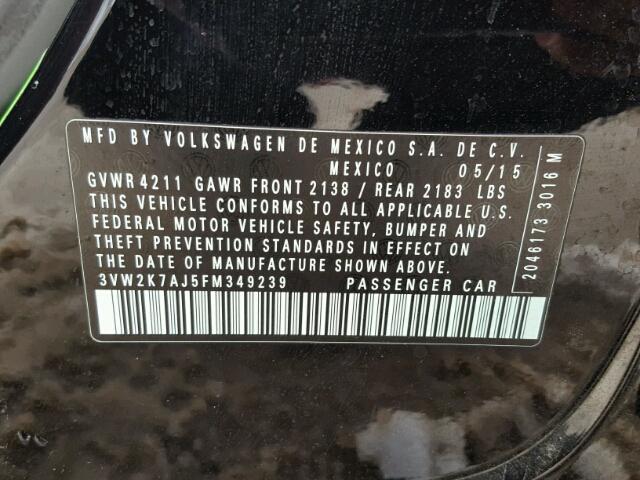 MFD BY VOLKSWAGEN DE MEXICO S.A. DE C.V.
MEXICO 05/15
GVWR 4211 GAWR FRONT 2138 / REAR 2183 LBS
THIS VEHICLE CONFORMS TO ALL APPLICABLE U.S.
FEDERAL MOTOR VEHICLE SAFETY, BUMPER AND
THEFT PREVENTION STANDARDS IN EFFECT ON
THE DATE OF MANUFACTURE SHOWN ABOVE.
3VW2K7AJ5FM349239 PASSENGER CAR
2046173 3016 M